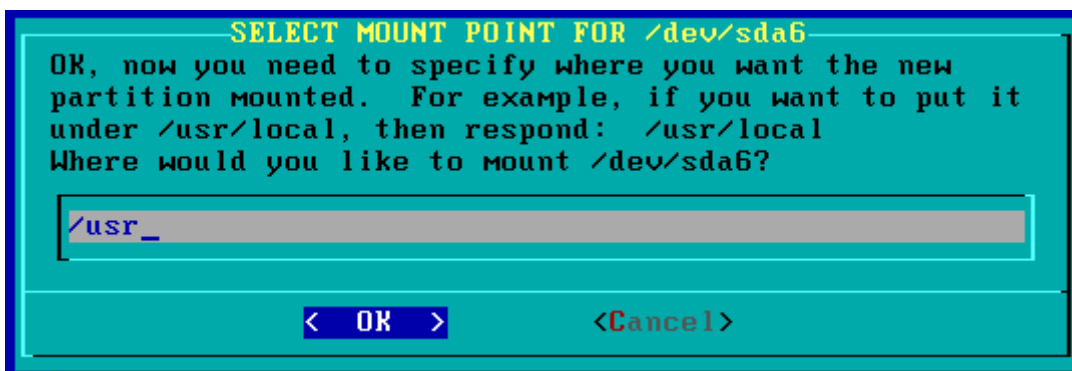 SELECT MOUNT POINT FOR /dev/sda6
OK, now you need to specify where you want the new
partition mounted.  For example, if you want to put it
under /usr/local, then respond:  /usr/local
Where would you like to mount /dev/sda6?
/usr_
<  OK  >	<Cancel>